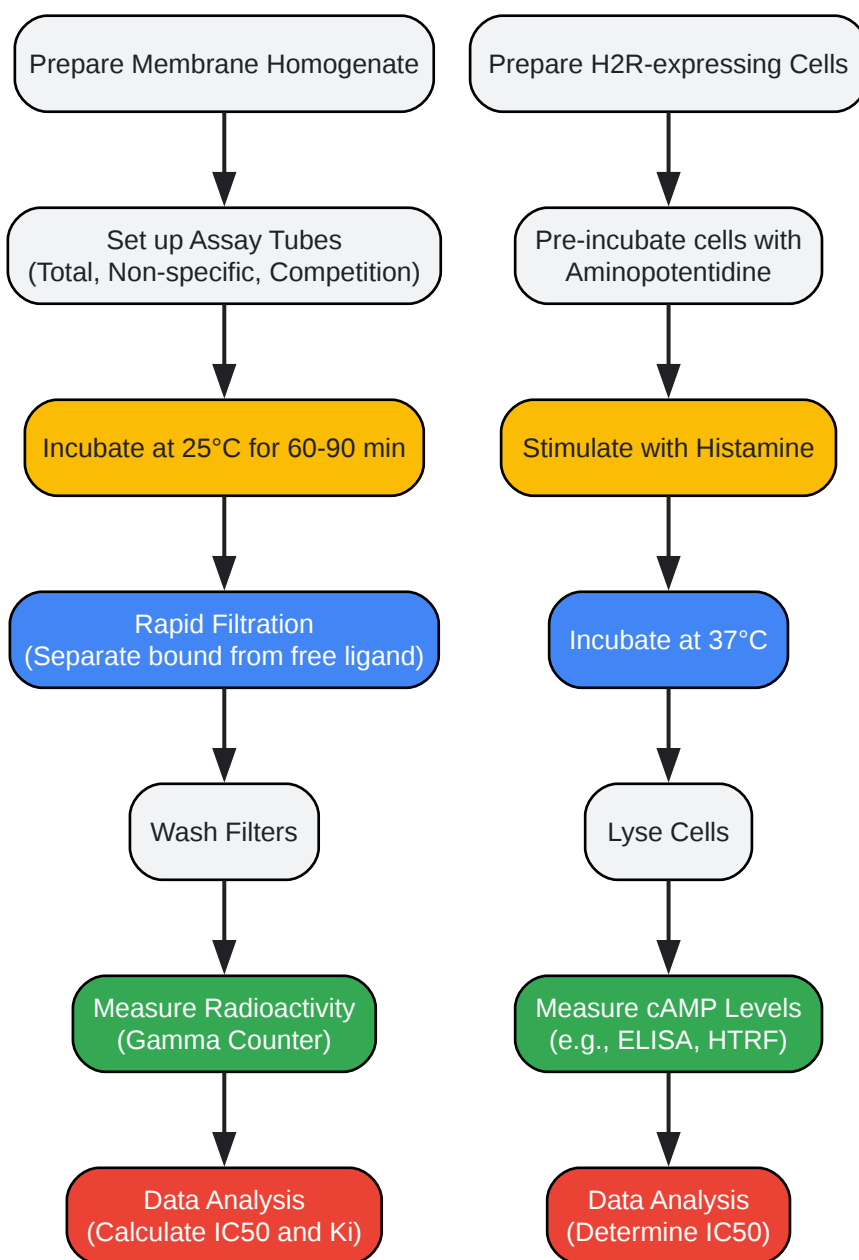 Prepare Membrane Homogenate
Set up Assay Tubes
(Total, Non-specific, Competition)
Incubate at 25°C for 60-90 min
Rapid Filtration
(Separate bound from free ligand)
Wash Filters
Measure Radioactivity
(Gamma Counter)
Data Analysis
(Calculate IC50 and Ki)
Prepare H2R-expressing Cells
Pre-incubate cells with
Aminopotentidine
Stimulate with Histamine
Incubate at 37°C
Lyse Cells
Measure cAMP Levels
(e.g., ELISA, HTRF)
Data Analysis
(Determine IC50)